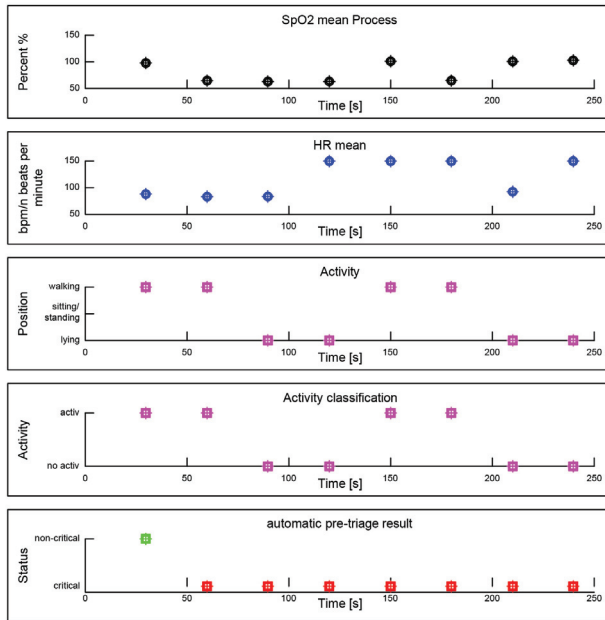 SpO2 mean Process
Percent %
150
100
50
0
50
100
150
200
250
Time [s]
HR mean
bpm/n beats per
minute
150
100
50
0
50
100
150
200
250
Time [s]
Activity
Position
walking
sitting/
standing
lying
0
50
100
150
200
250
Time [s]
Activity classification
Activity
activ
no activ
0
50
100
150
200
250
Time [s]
automatic pre-triage result
Status
non-critical
critical
0
50
100
150
200
250
Time [s]